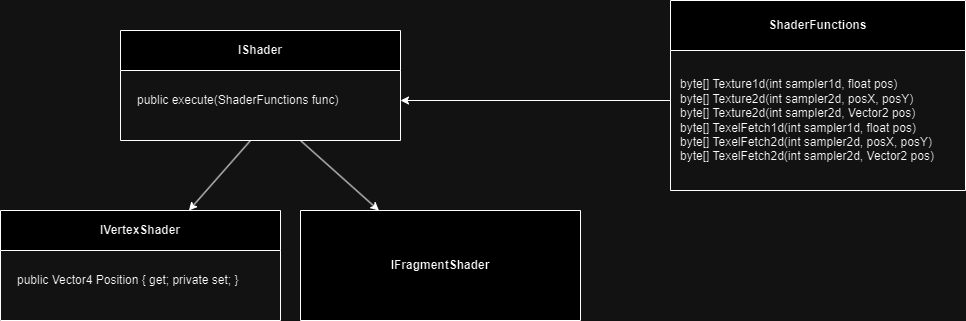 IShader
public execute(ShaderFunctions func)
ShaderFunctions
byte[] Texture1d(int sampler1d, float pos)
byte[] Texture2d(int sampler2d, posX, posY)
byte[] Texture2d(int sampler2d, Vector2 pos)
byte[] TexelFetch1d(int sampler1d, float pos)
byte[] TexelFetch2d(int sampler2d, posX, posY)
byte[] TexelFetch2d(int sampler2d, Vector2 pos)
IVertexShader
public Vector4 Position { get; private set; }
IFragmentShader